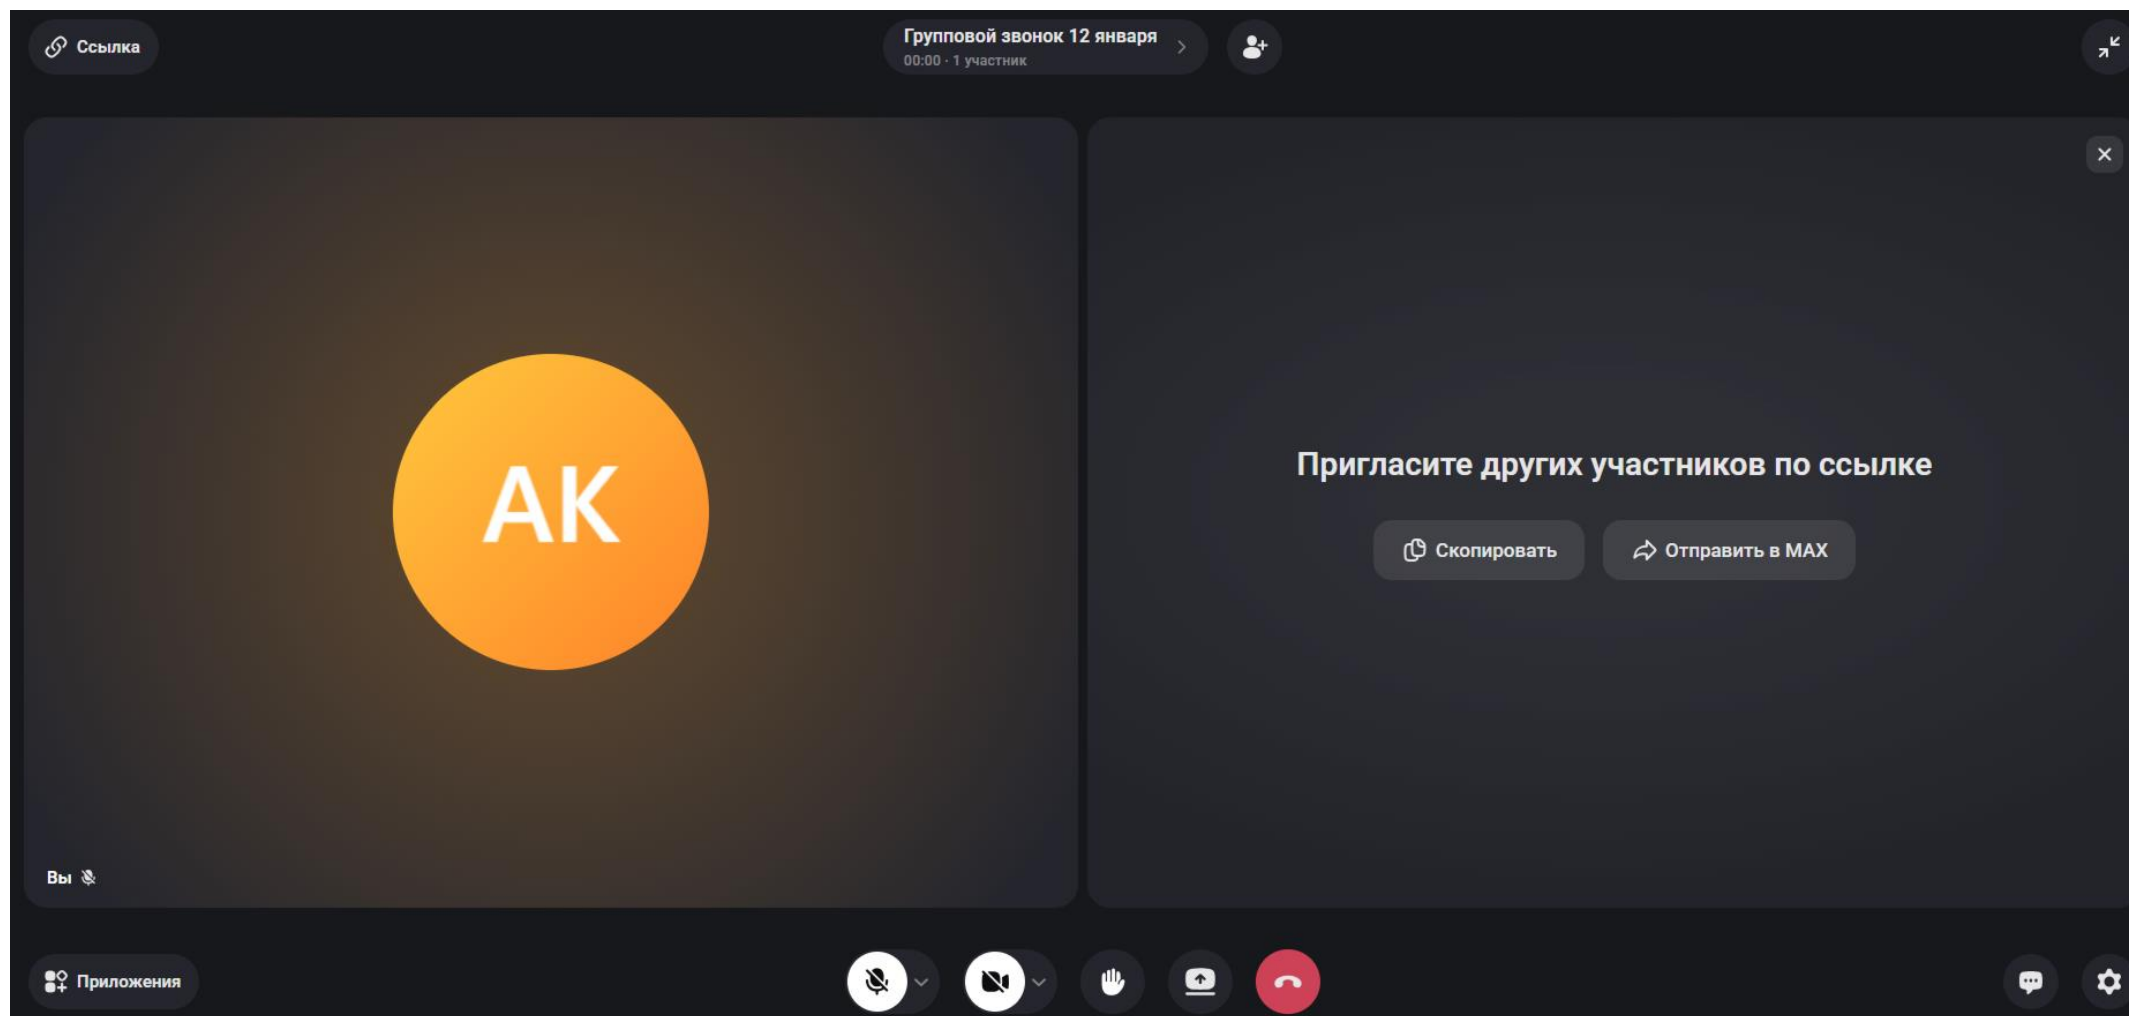 Ссылка
Групповой звонок 12 января
00:00 · 1 участник
АК
Пригласите других участников по ссылке
Скопировать
Отправить в MAX
Вы
Приложения